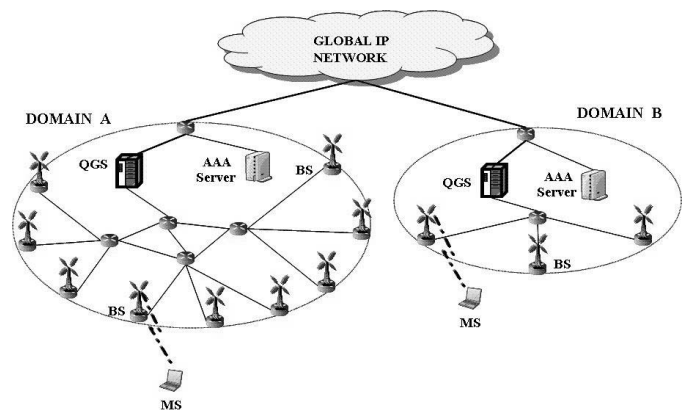 GLOBAL IP
NETWORK
DOMAIN A
DOMAIN B
QGS
AAA
Server
BS
QGS
AAA
Server
BS
BS
MS
MS